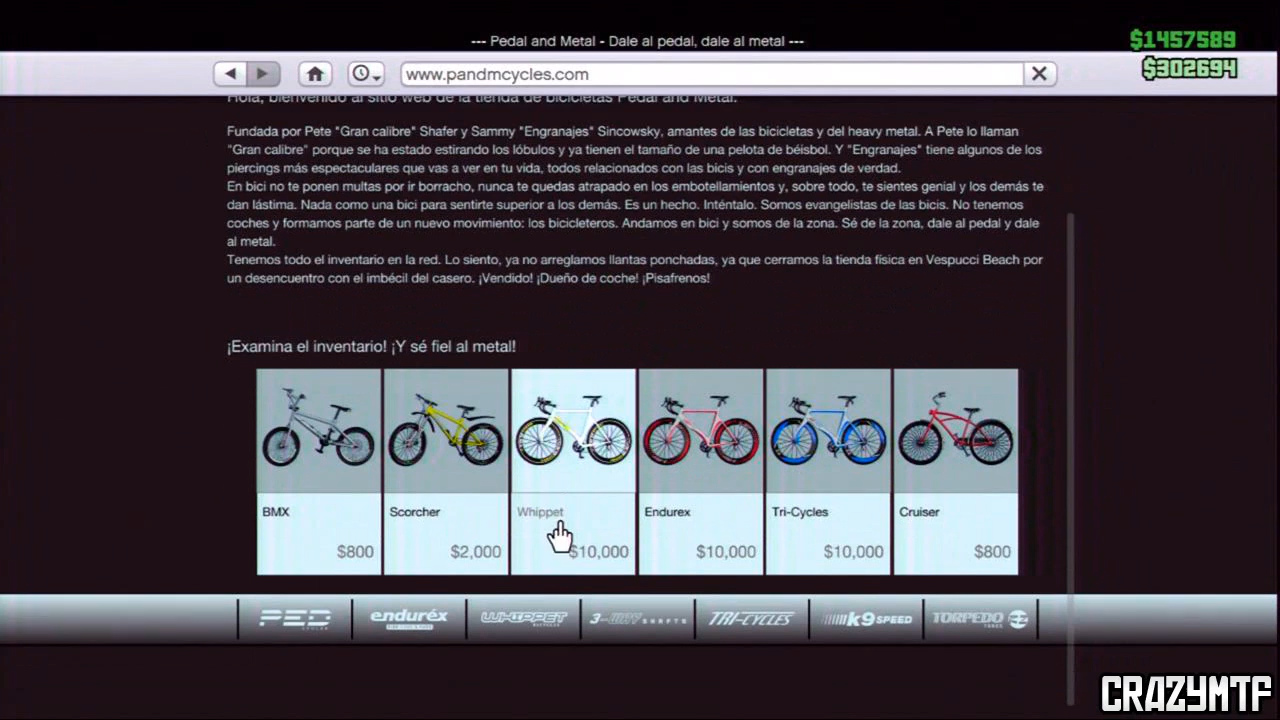 --- Pedal and Metal - Dale al pedal, dale al metal ---
$1457589
$302694
www.pandmcycles.com
Hola, bienvenido al sitio web de la tienda de bicicletas Pedal and Metal.
Fundada por Pete "Gran calibre" Shafer y Sammy "Engranajes" Sincowsky, amantes de las bicicletas y del heavy metal. A Pete lo llaman
"Gran calibre" porque se ha estado estirando los lóbulos y ya tienen el tamaño de una pelota de béisbol. Y "Engranajes" tiene algunos de los
piercings más espectaculares que vas a ver en tu vida, todos relacionados con las bicis y con engranajes de verdad.
En bici no te ponen multas por ir borracho, nunca te quedas atrapado en los embotellamientos y, sobre todo, te sientes genial y los demás te
dan lástima. Nada como una bici para sentirte superior a los demás. Es un hecho. Inténtalo. Somos evangelistas de las bicis. No tenemos
coches y formamos parte de un nuevo movimiento: los bicicleteros. Andamos en bici y somos de la zona. Sé de la zona, dale al pedal y dale
al metal.
Tenemos todo el inventario en la red. Lo siento, ya no arreglamos llantas ponchadas, ya que cerramos la tienda física en Vespucci Beach por
un desencuentro con el imbécil del casero. ¡Vendido! ¡Dueño de coche! ¡Pisafrenos!
¡Examina el inventario! ¡Y sé fiel al metal!
BMX
$800
Scorcher
$2,000
Whippet
$10,000
Endurex
$10,000
Tri-Cycles
$10,000
Cruiser
$800
PED
enduréx
WHIPPET
3-WAY SHAFTS
TRI-CYCLES
k9 SPEED
TORPEDO
CRAZYMTF